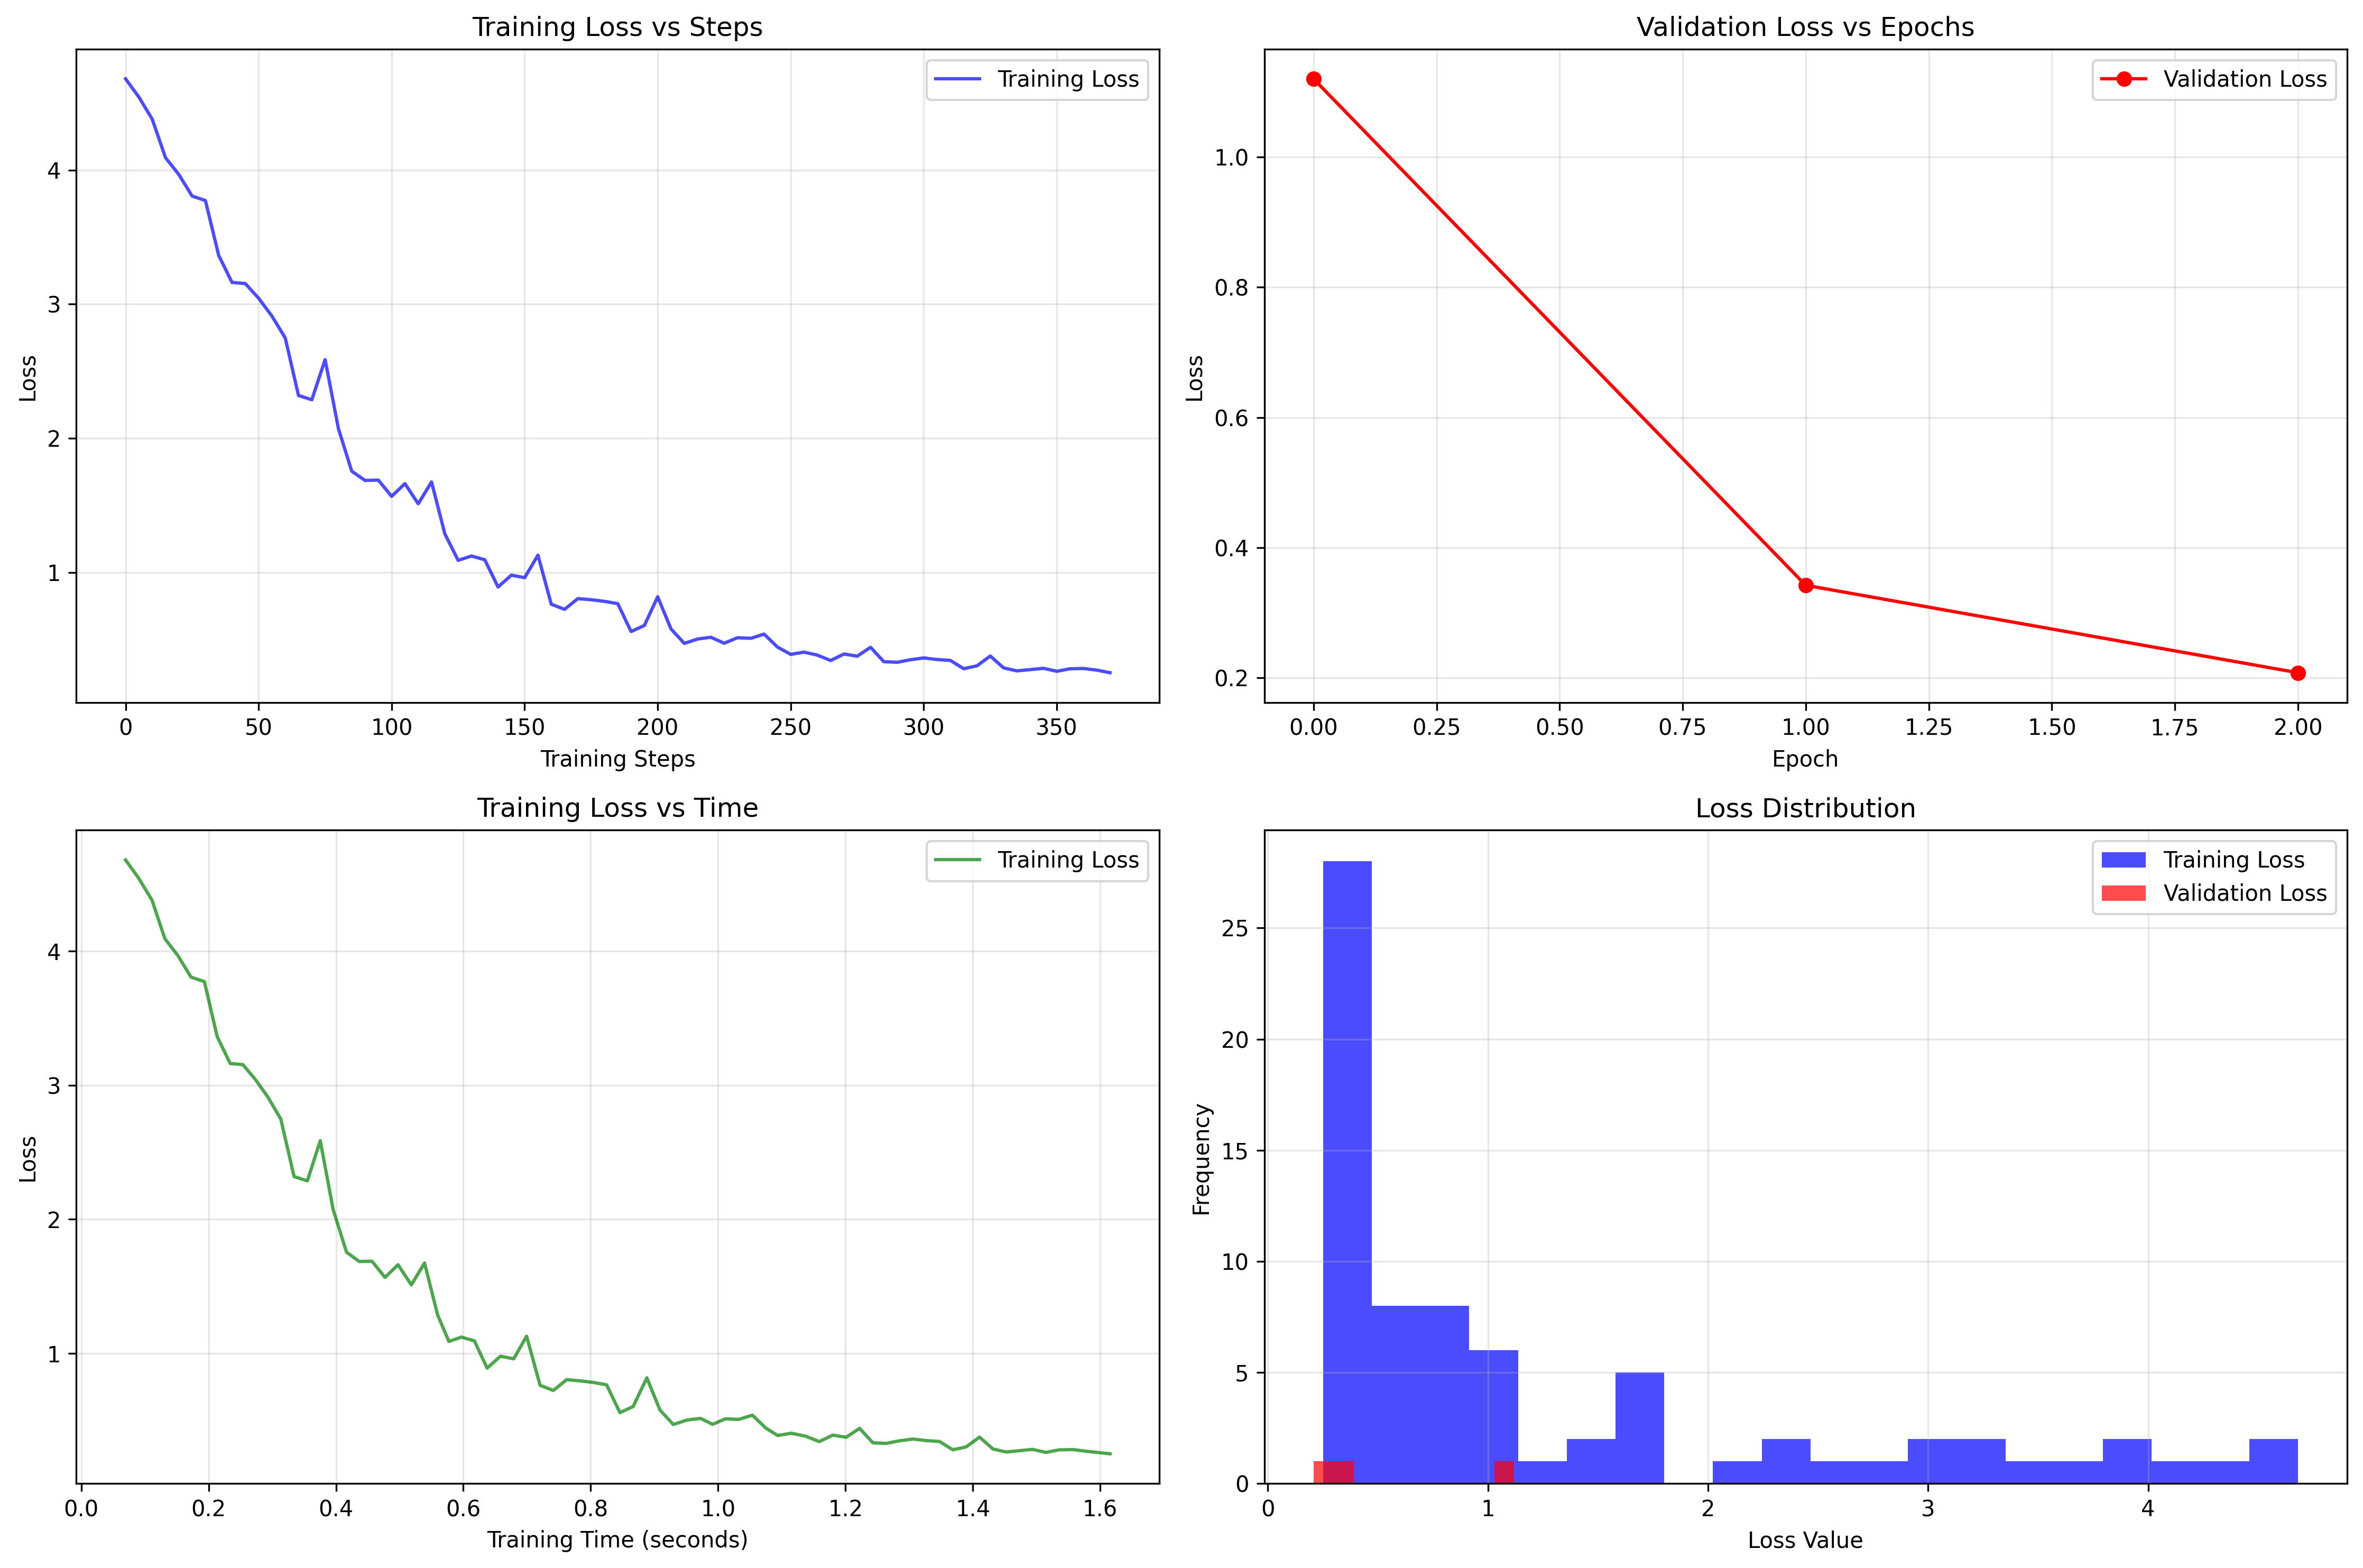 Training Loss vs Steps
Training Loss
Loss
4
3
2
1
0 50 100 150 200 250 300 350
Training Steps
Validation Loss vs Epochs
Validation Loss
Loss
1.0
0.8
0.6
0.4
0.2
0.00 0.25 0.50 0.75 1.00 1.25 1.50 1.75 2.00
Epoch
Training Loss vs Time
Training Loss
Loss
4
3
2
1
0.0 0.2 0.4 0.6 0.8 1.0 1.2 1.4 1.6
Training Time (seconds)
Loss Distribution
Training Loss
Validation Loss
Frequency
25
20
15
10
5
0
0 1 2 3 4
Loss Value